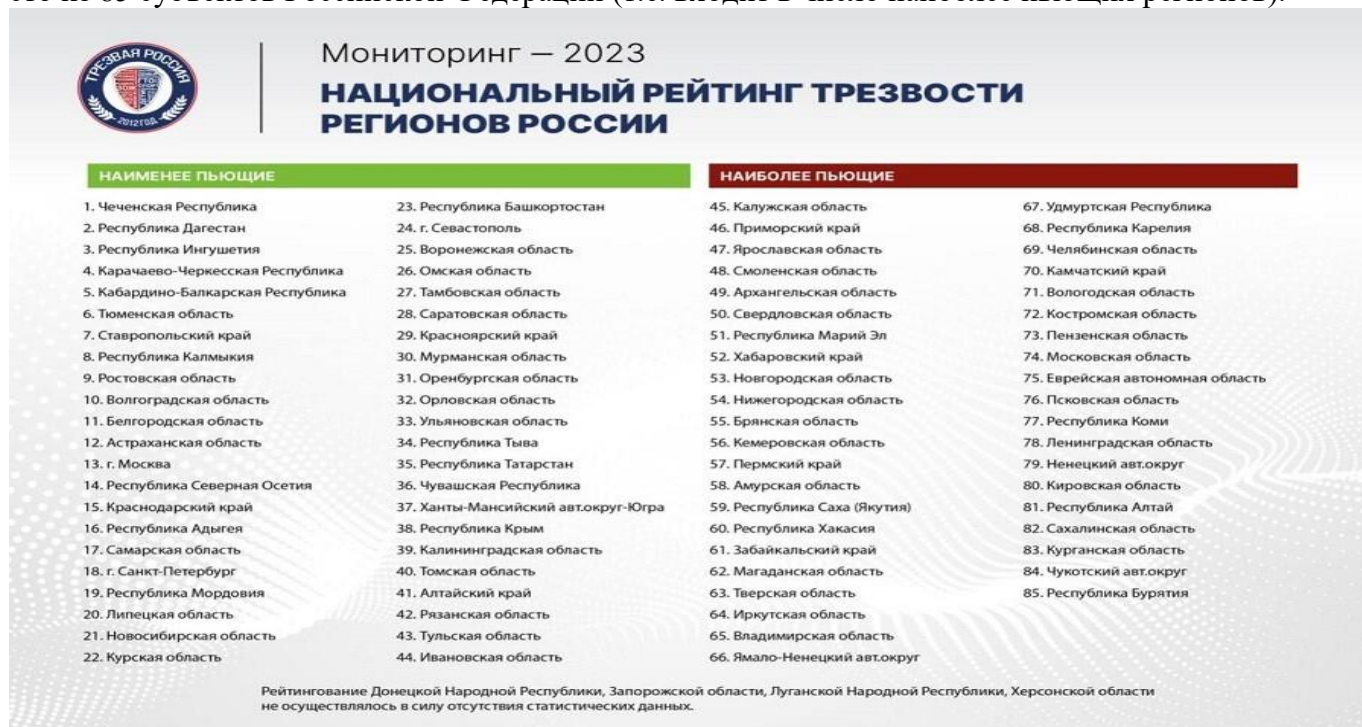 ТРЕЗВАЯ РОССИЯ
2012 ГОД
Мониторинг — 2023
НАЦИОНАЛЬНЫЙ РЕЙТИНГ ТРЕЗВОСТИ
РЕГИОНОВ РОССИИ
НАИМЕНЕЕ ПЬЮЩИЕ
1. Чеченская Республика
2. Республика Дагестан
3. Республика Ингушетия
4. Карачаево-Черкесская Республика
5. Кабардино-Балкарская Республика
6. Тюменская область
7. Ставропольский край
8. Республика Калмыкия
9. Ростовская область
10. Волгоградская область
11. Белгородская область
12. Астраханская область
13. г. Москва
14. Республика Северная Осетия
15. Краснодарский край
16. Республика Адыгея
17. Самарская область
18. г. Санкт-Петербург
19. Республика Мордовия
20. Липецкая область
21. Новосибирская область
22. Курская область
23. Республика Башкортостан
24. г. Севастополь
25. Воронежская область
26. Омская область
27. Тамбовская область
28. Саратовская область
29. Красноярский край
30. Мурманская область
31. Оренбургская область
32. Орловская область
33. Ульяновская область
34. Республика Тыва
35. Республика Татарстан
36. Чувашская Республика
37. Ханты-Мансийский авт.округ-Югра
38. Республика Крым
39. Калининградская область
40. Томская область
41. Алтайский край
42. Рязанская область
43. Тульская область
44. Ивановская область
НАИБОЛЕЕ ПЬЮЩИЕ
45. Калужская область
46. Приморский край
47. Ярославская область
48. Смоленская область
49. Архангельская область
50. Свердловская область
51. Республика Марий Эл
52. Хабаровский край
53. Новгородская область
54. Нижегородская область
55. Брянская область
56. Кемеровская область
57. Пермский край
58. Амурская область
59. Республика Саха (Якутия)
60. Республика Хакасия
61. Забайкальский край
62. Магаданская область
63. Тверская область
64. Иркутская область
65. Владимирская область
66. Ямало-Ненецкий авт.округ
67. Удмуртская Республика
68. Республика Карелия
69. Челябинская область
70. Камчатский край
71. Вологодская область
72. Костромская область
73. Пензенская область
74. Московская область
75. Еврейская автономная область
76. Псковская область
77. Республика Коми
78. Ленинградская область
79. Ненецкий авт.округ
80. Кировская область
81. Республика Алтай
82. Сахалинская область
83. Курганская область
84. Чукотский авт.округ
85. Республика Бурятия
Рейтингование Донецкой Народной Республики, Запорожской области, Луганской Народной Республики, Херсонской области
не осуществлялось в силу отсутствия статистических данных.